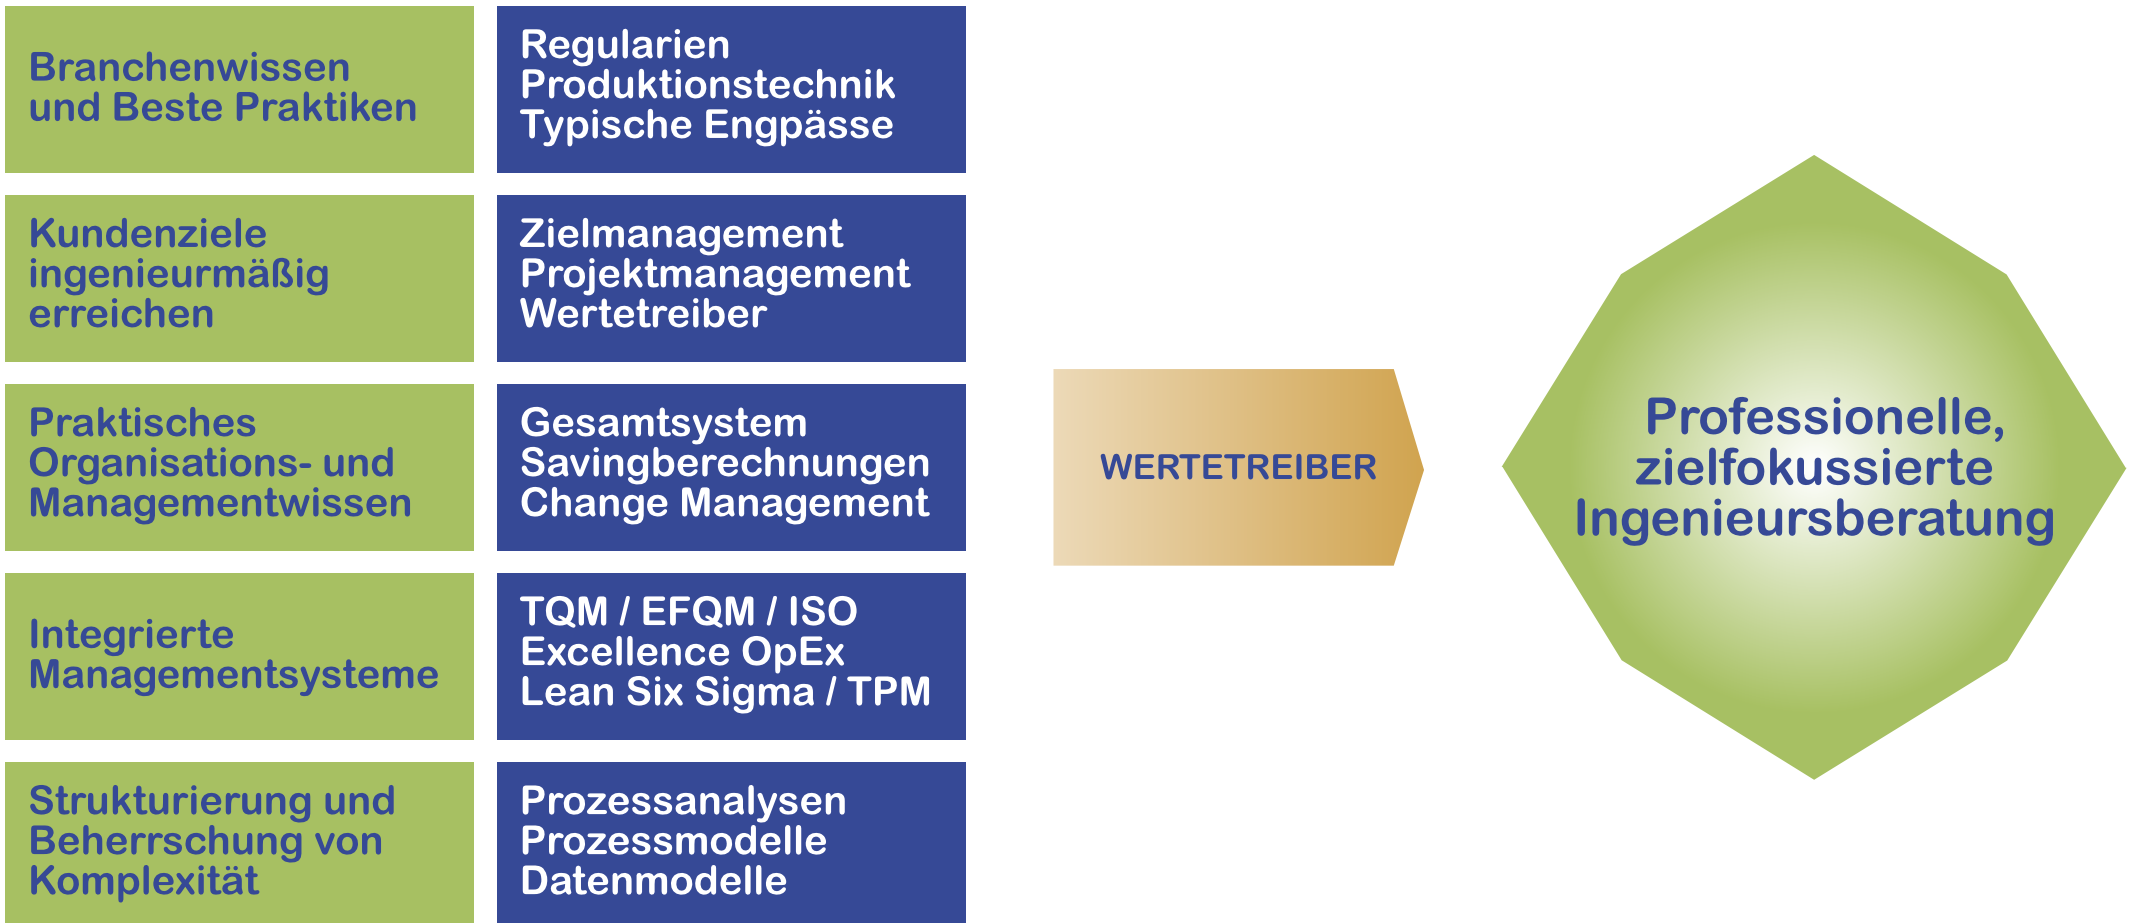 Branchenwissen
und Beste Praktiken
Regularien
Produktionstechnik
Typische Engpässe
Kundenziele
ingenieurmäßig
erreichen
Zielmanagement
Projektmanagement
Wertetreiber
Praktisches
Organisations- und
Managementwissen
Gesamtsystem
Savingberechnungen
Change Management
Integrierte
Managementsysteme
TQM / EFQM / ISO
Excellence OpEx
Lean Six Sigma / TPM
Strukturierung und
Beherrschung von
Komplexität
Prozessanalysen
Prozessmodelle
Datenmodelle
WERTETREIBER
Professionelle,
zielfokussierte
Ingenieursberatung